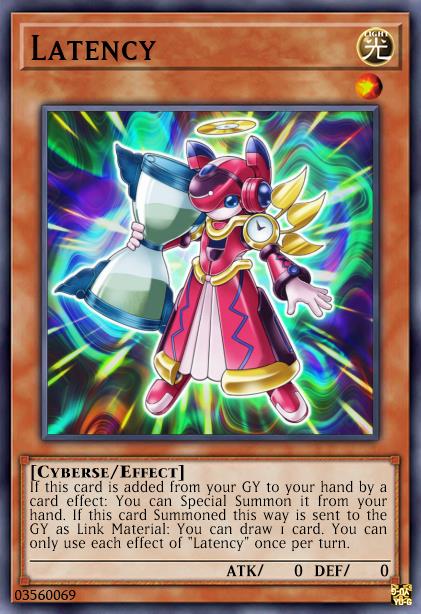 LATENCY
LIGHT
光
[CYBERSE/EFFECT]
If this card is added from your GY to your hand by a
card effect: You can Special Summon it from your
hand. If this card Summoned this way is sent to the
GY as Link Material: You can draw 1 card. You can
only use each effect of "Latency" once per turn.
ATK/ 0 DEF/ 0
03560069